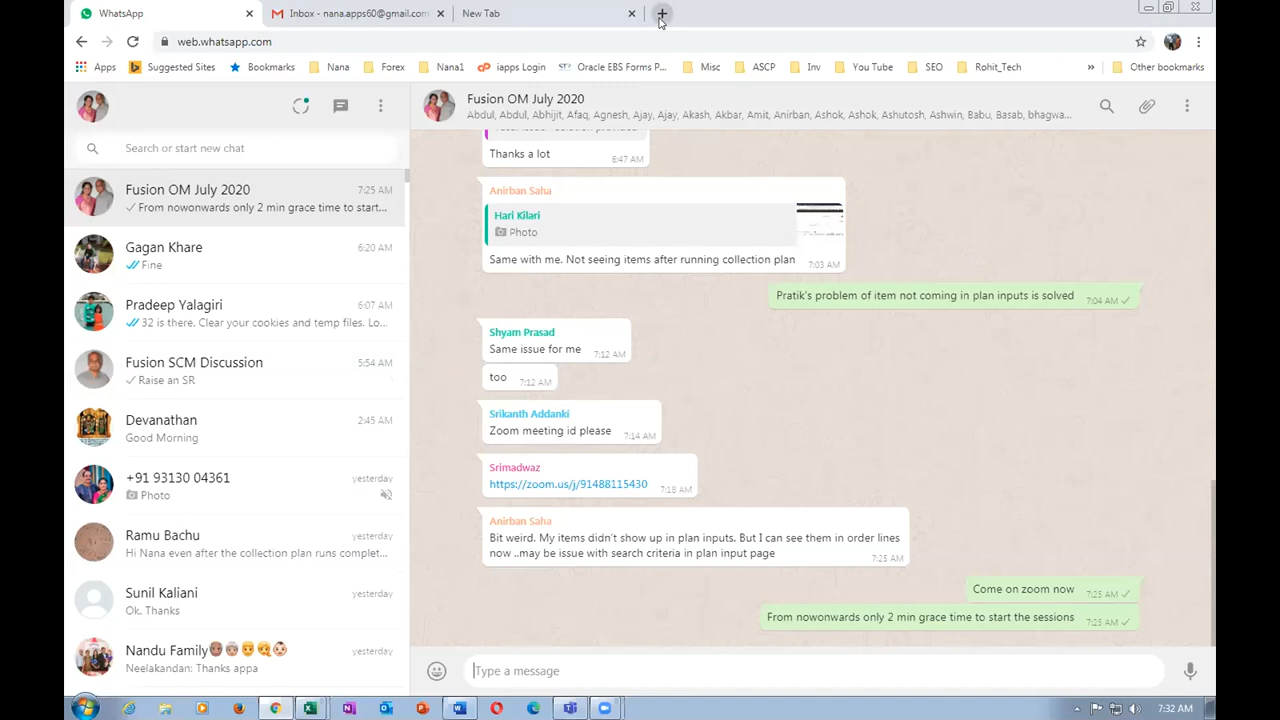 WhatsApp
Inbox - nana.apps60@gmail.com
New Tab
web.whatsapp.com
Apps
Suggested Sites
Bookmarks
Nana
Forex
Nana1
iapps Login
Oracle EBS Forms P...
Misc
ASCP
Inv
You Tube
SEO
Rohit_Tech
»
Other bookmarks
Search or start new chat
Fusion OM July 2020
7:25 AM
From nowonwards only 2 min grace time to start...
Gagan Khare
6:20 AM
Fine
Pradeep Yalagiri
6:07 AM
32 is there. Clear your cookies and temp files. Lo...
Fusion SCM Discussion
5:54 AM
Raise an SR
Devanathan
2:45 AM
Good Morning
+91 93130 04361
yesterday
Photo
Ramu Bachu
yesterday
Hi Nana even after the collection plan runs complet...
Sunil Kaliani
yesterday
Ok, Thanks
Nandu Family
yesterday
Neelakandan: Thanks appa
Fusion OM July 2020
Abdul, Abdul, Abhijit, Afaq, Agnesh, Ajay, Ajay, Akash, Akbar, Amit, Anirban, Ashok, Ashok, Ashutosh, Ashwin, Babu, Basab, bhagwa...
Thanks a lot
6:47 AM
Anirban Saha
Hari Kilari
Photo
Same with me. Not seeing items after running collection plan
7:03 AM
Pratik's problem of item not coming in plan inputs is solved
7:04 AM
Shyam Prasad
Same issue for me
7:12 AM
too
7:12 AM
Srikanth Addanki
Zoom meeting id please
7:14 AM
Srimadwaz
https://zoom.us/j/91488115430
7:18 AM
Anirban Saha
Bit weird. My items didn't show up in plan inputs. But I can see them in order lines
now ..may be issue with search criteria in plan input page
7:25 AM
Come on zoom now
7:25 AM
From nowonwards only 2 min grace time to start the sessions
7:25 AM
Type a message
7:32 AM